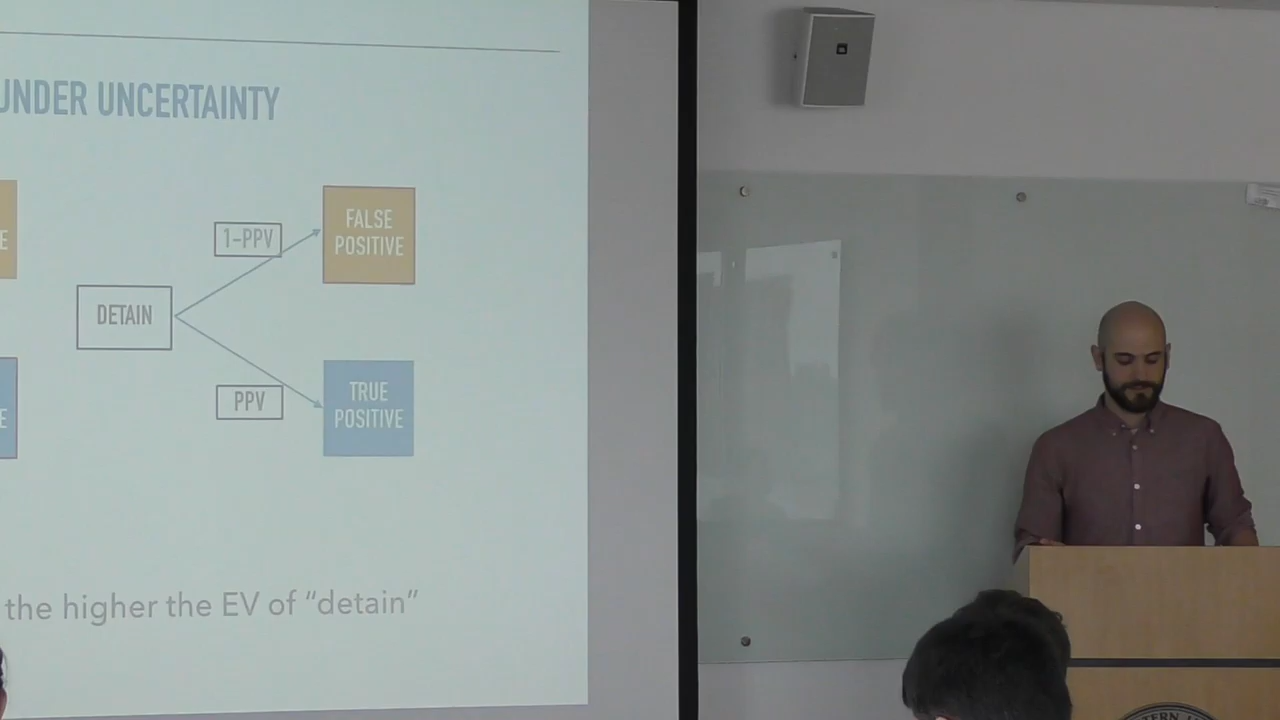 UNDER UNCERTAINTY
E
1-PPV
FALSE
POSITIVE
DETAIN
PPV
TRUE
POSITIVE
E
the higher the EV of “detain”